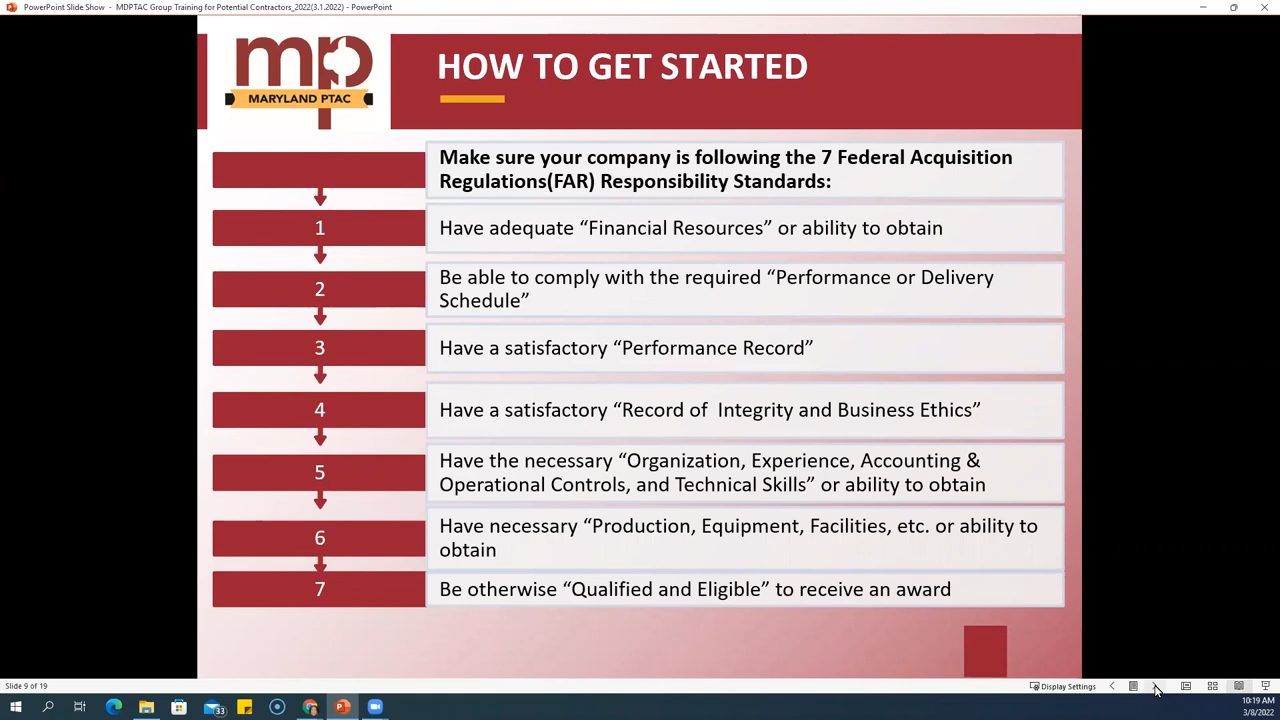 PowerPoint Slide Show - MDPTAC Group Training for Potential Contractors_2022(3.1.2022) - PowerPoint
mp
MARYLAND PTAC
HOW TO GET STARTED
Make sure your company is following the 7 Federal Acquisition
Regulations(FAR) Responsibility Standards:
1
Have adequate “Financial Resources” or ability to obtain
2
Be able to comply with the required “Performance or Delivery
Schedule”
3
Have a satisfactory “Performance Record”
4
Have a satisfactory “Record of  Integrity and Business Ethics”
5
Have the necessary “Organization, Experience, Accounting &
Operational Controls, and Technical Skills” or ability to obtain
6
Have necessary “Production, Equipment, Facilities, etc. or ability to
obtain
7
Be otherwise “Qualified and Eligible” to receive an award
Slide 9 of 19
Display Settings
33
10:19 AM
3/8/2022